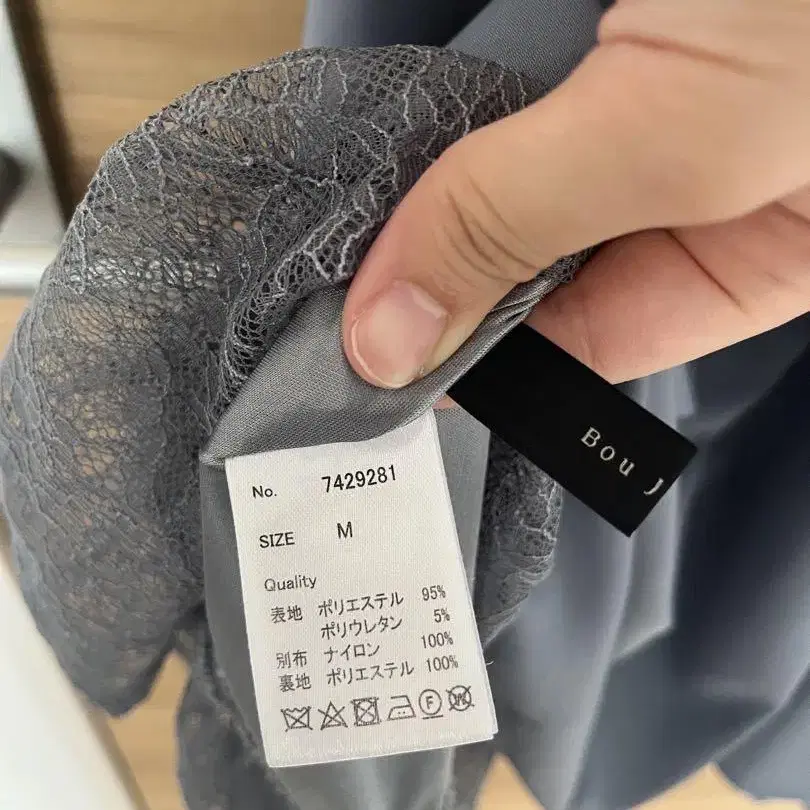 Bou J
No. 7429281
SIZE M
Quality
表地 ポリエステル 95%
ポリウレタン 5%
別布 ナイロン 100%
裏地 ポリエステル 100%
F
W